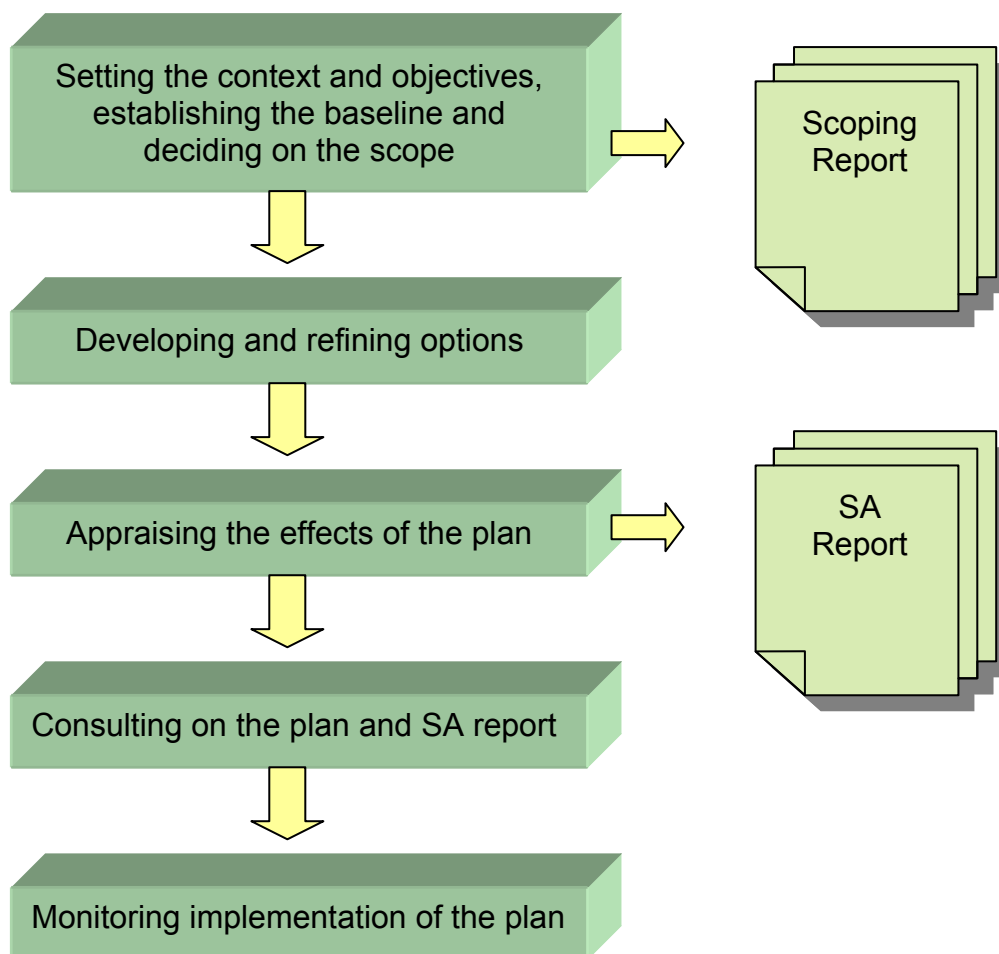 Setting the context and objectives,
establishing the baseline and
deciding on the scope
Scoping
Report
Developing and refining options
Appraising the effects of the plan
SA
Report
Consulting on the plan and SA report
Monitoring implementation of the plan